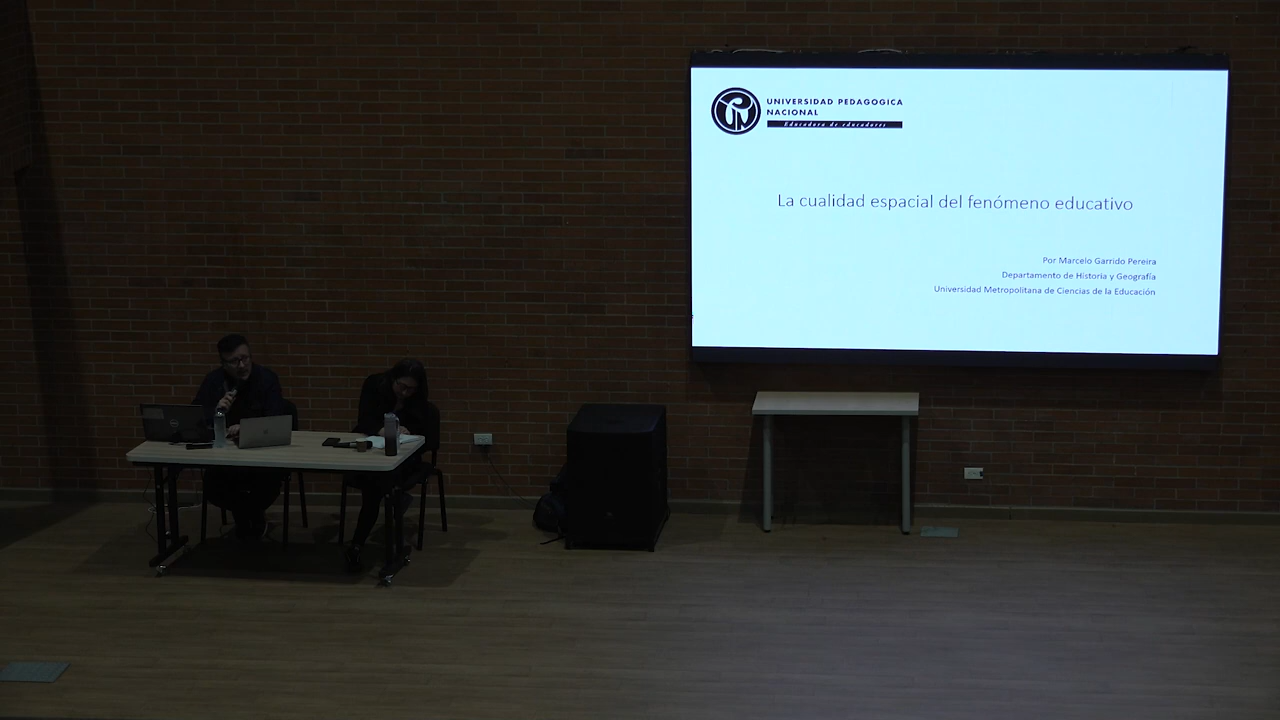 UNIVERSIDAD PEDAGOGICA
NACIONAL
Educadora de educadores
La cualidad espacial del fenómeno educativo
Por Marcelo Garrido Pereira
Departamento de Historia y Geografía
Universidad Metropolitana de Ciencias de la Educación